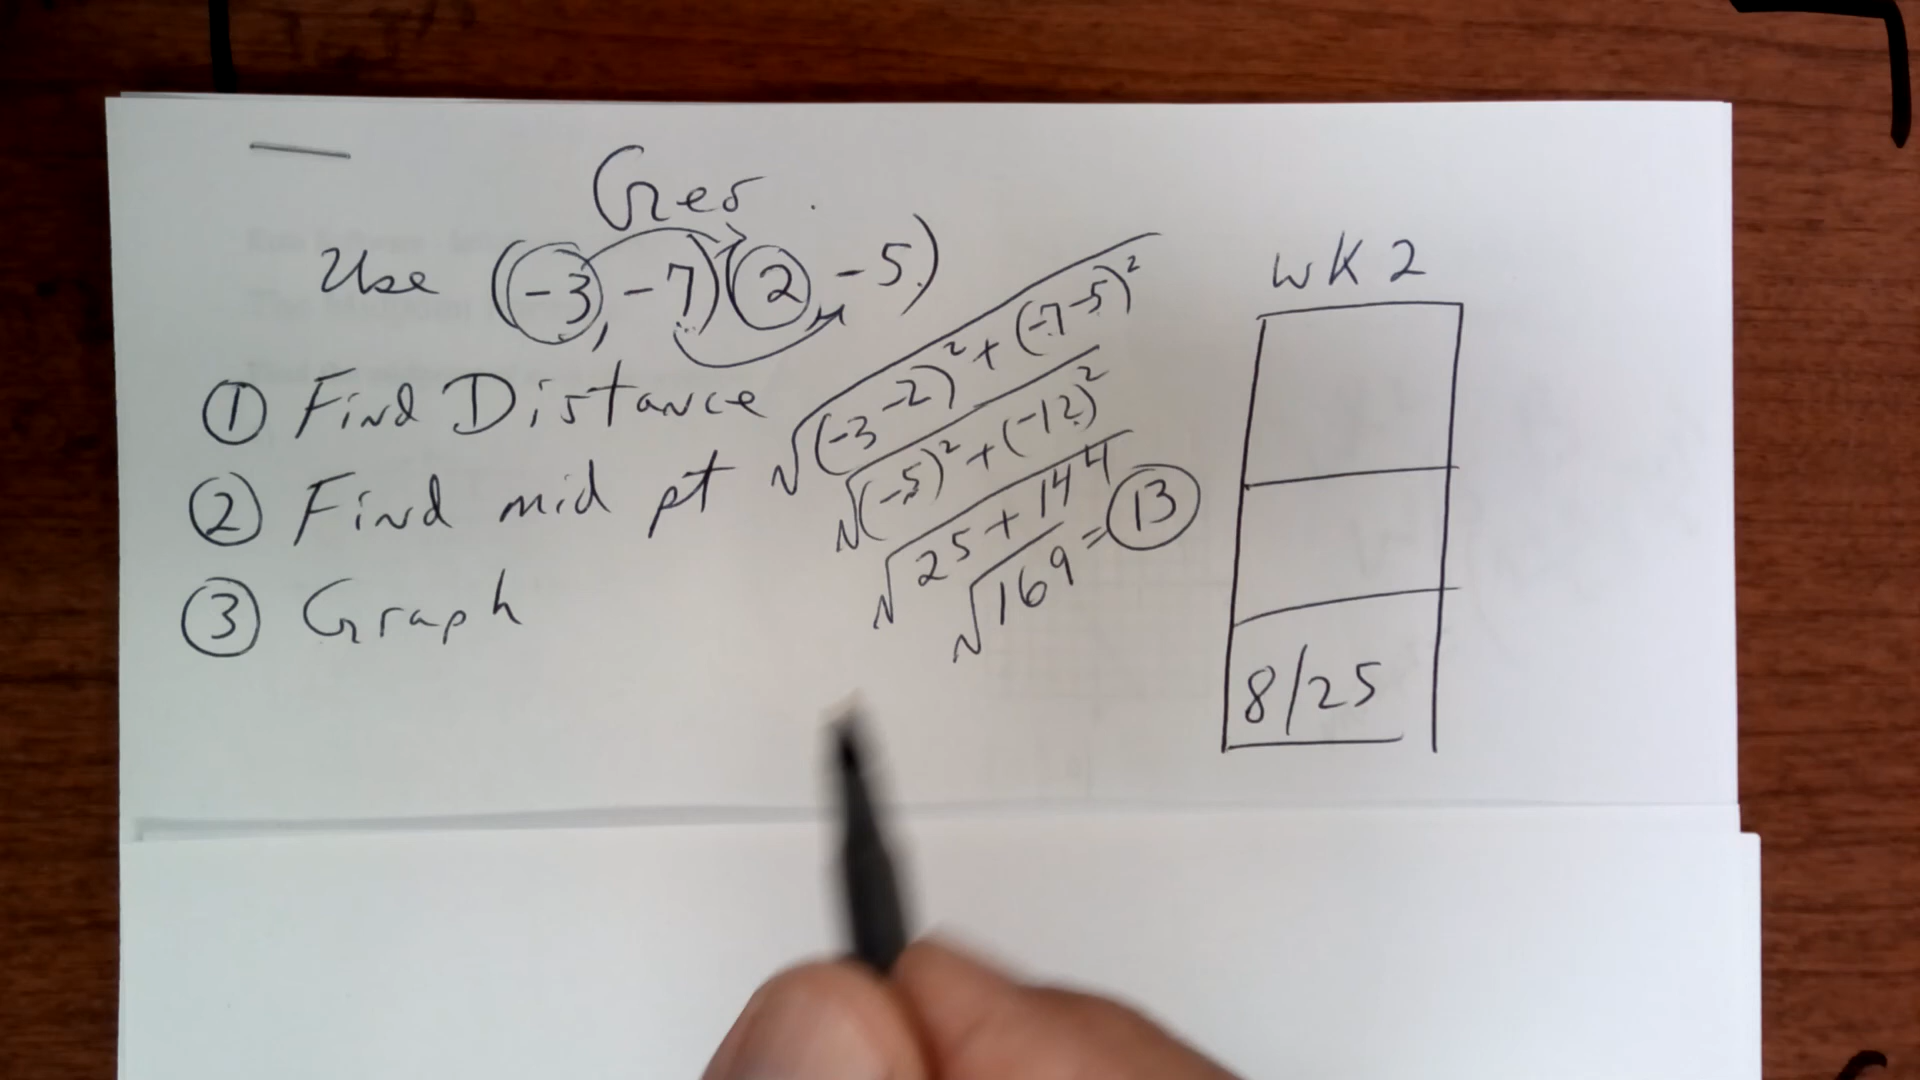 Geo.
Use (-3, -7) (2, -5)
① Find Distance
② Find mid pt
③ Graph
√(-3-2)² + (-7-5)²
√(-5)² + (-12)²
√25 + 144
√169 = 13
WK 2
8/25